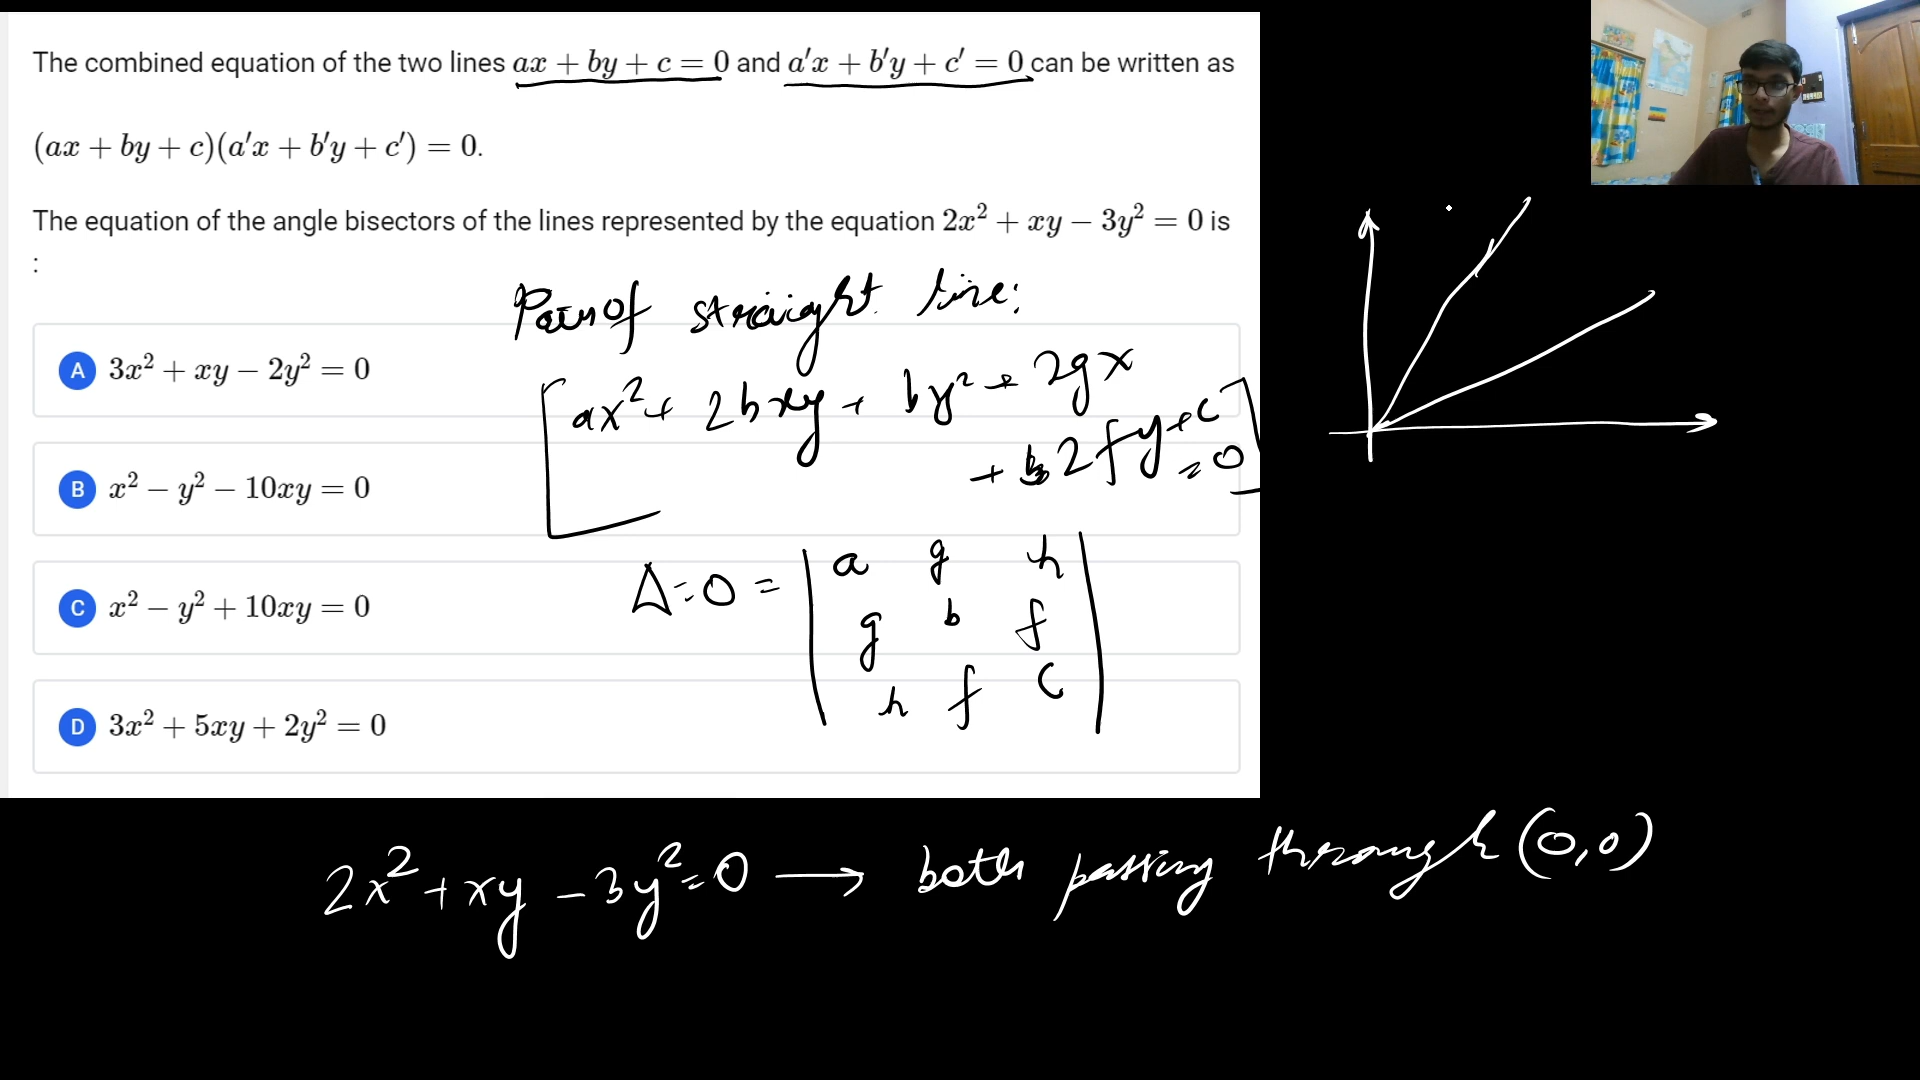 The combined equation of the two lines ax + by + c = 0 and a′x + b′y + c′ = 0 can be written as
(ax + by + c)(a′x + b′y + c′) = 0.
The equation of the angle bisectors of the lines represented by the equation 2x² + xy − 3y² = 0 is
:
Pair of straight line:
A 3x² + xy − 2y² = 0
ax² + 2hxy + by² + 2gx
B x² − y² − 10xy = 0
+ 2fy + c = 0
C x² − y² + 10xy = 0
Δ = 0 =
a g h
g b f
h f c
D 3x² + 5xy + 2y² = 0
2x² + xy − 3y² = 0 → both passing through (0,0)